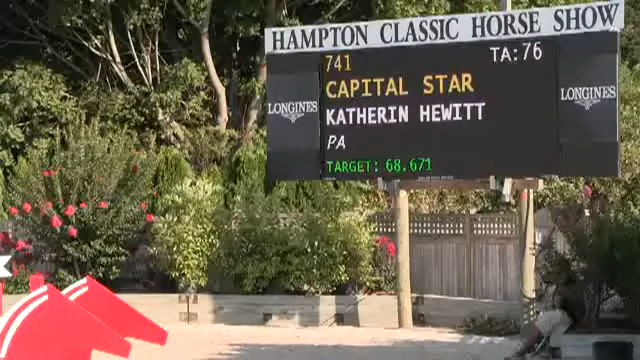 HAMPTON CLASSIC HORSE SHOW
741 TA:76
CAPITAL STAR
LONGINES KATHERIN HEWITT LONGINES
PA
TARGET: 68.671